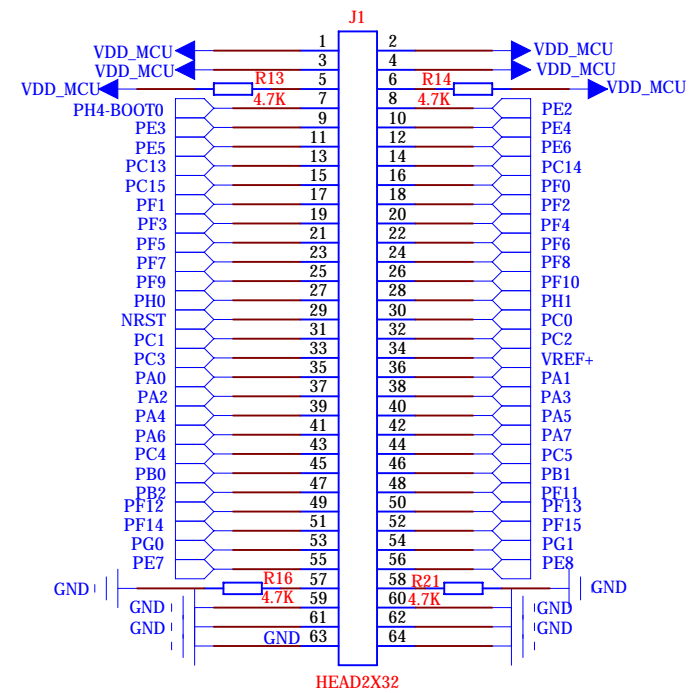 J1
VDD_MCU 1 2 VDD_MCU
VDD_MCU 3 4 VDD_MCU
VDD_MCU R13 4.7K 5 6 R14 4.7K VDD_MCU
PH4-BOOT0 7 8 PE2
PE3 9 10 PE4
PE5 11 12 PE6
PC13 13 14 PC14
PC15 15 16 PF0
PF1 17 18 PF2
PF3 19 20 PF4
PF5 21 22 PF6
PF7 23 24 PF8
PF9 25 26 PF10
PH0 27 28 PH1
NRST 29 30 PC0
PC1 31 32 PC2
PC3 33 34 VREF+
PA0 35 36 PA1
PA2 37 38 PA3
PA4 39 40 PA5
PA6 41 42 PA7
PC4 43 44 PC5
PB0 45 46 PB1
PB2 47 48 PF11
PF12 49 50 PF13
PF14 51 52 PF15
PG0 53 54 PG1
PE7 55 56 PE8
GND R16 4.7K 57 58 R21 4.7K GND
GND 59 60 GND
GND 61 62 GND
GND 63 64
HEAD2X32